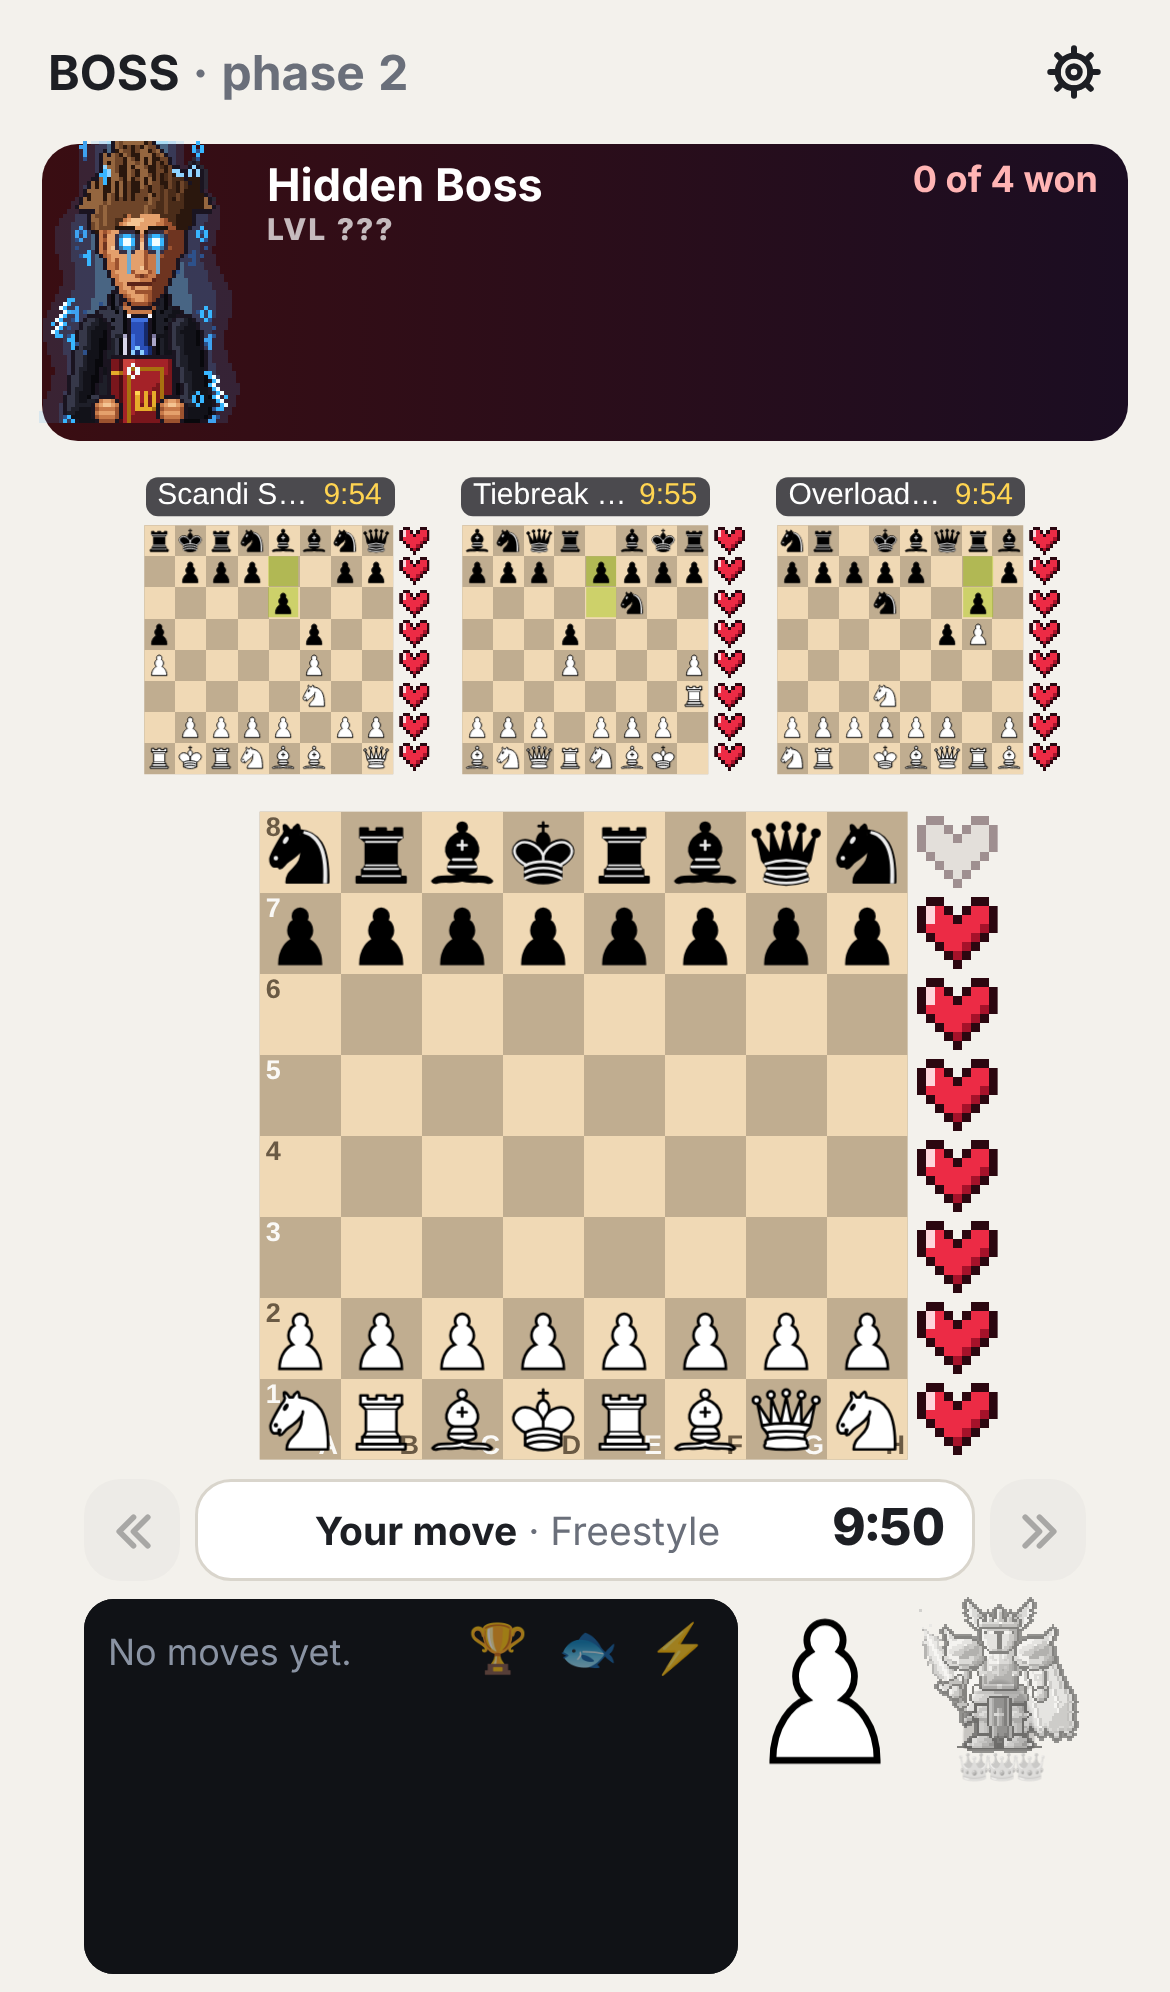 BOSS · phase 2
Hidden Boss
0 of 4 won
LVL ???
Scandi S... 9:54
Tiebreak ... 9:55
Overload... 9:54
8
7
6
5
4
3
2
1
A B C D E F G H
Your move · Freestyle 9:50
No moves yet.